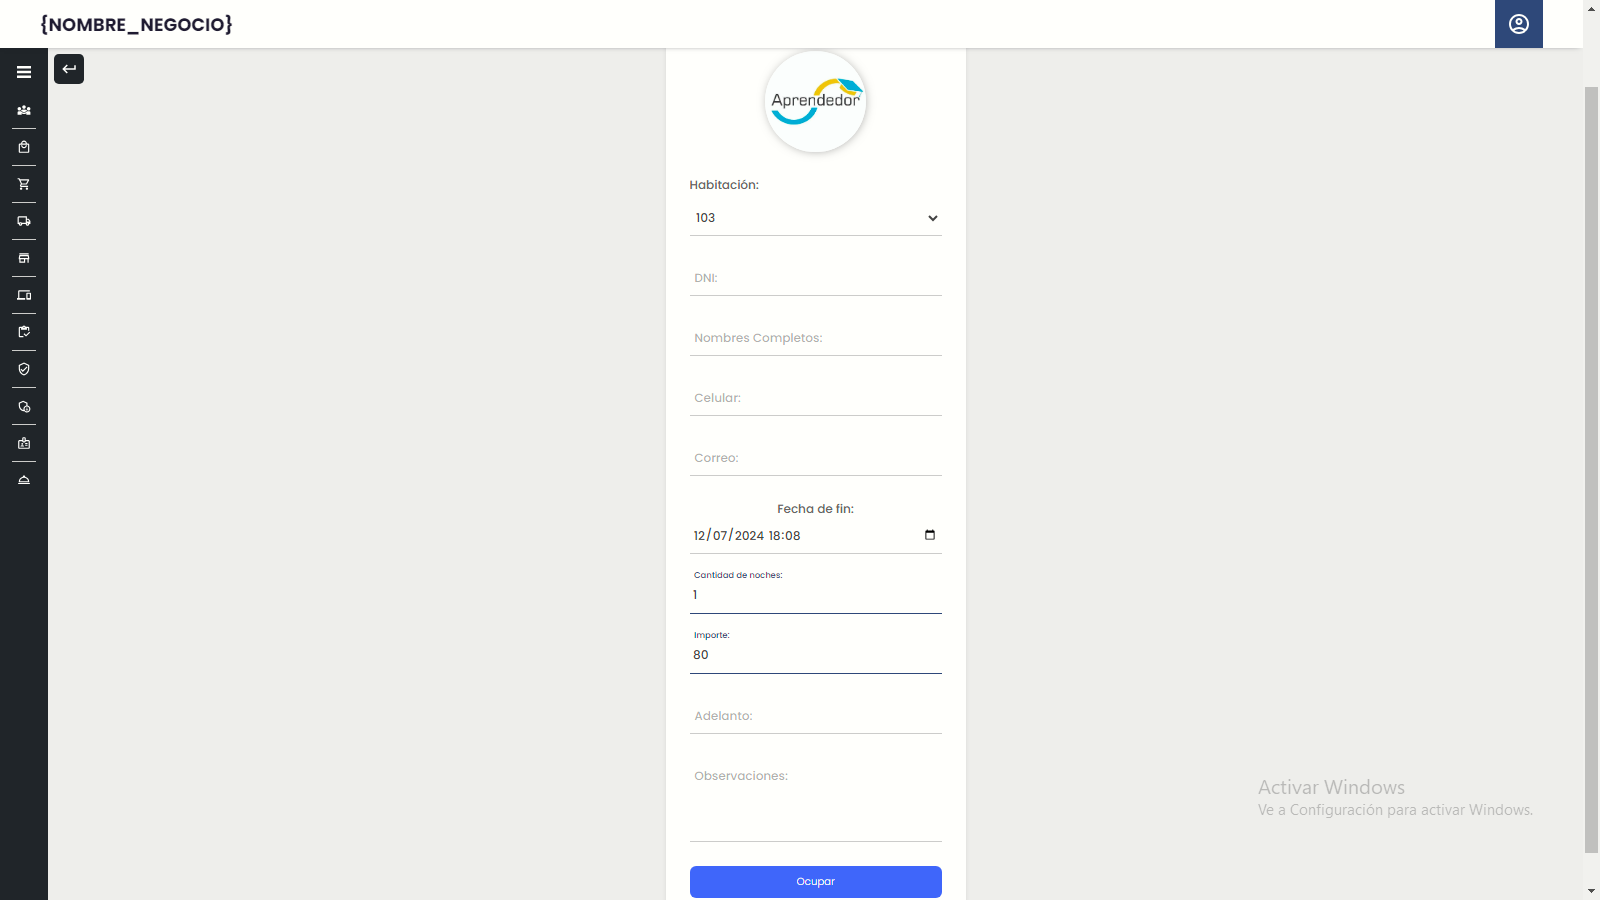 {NOMBRE_NEGOCIO}
Aprendedor
Habitación:
103
DNI:
Nombres Completos:
Celular:
Correo:
Fecha de fin:
12/07/2024 18:08
Cantidad de noches:
1
Importe:
80
Adelanto:
Observaciones:
Ocupar
Activar Windows
Ve a Configuración para activar Windows.